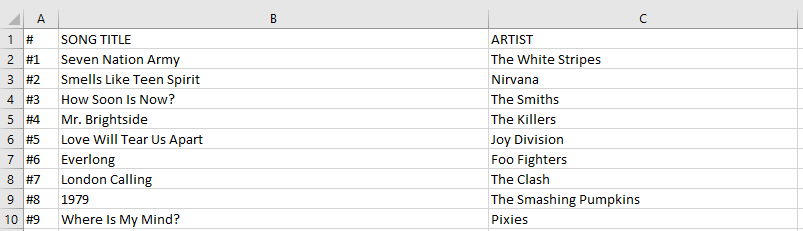 A B C
1 # SONG TITLE ARTIST
2 #1 Seven Nation Army The White Stripes
3 #2 Smells Like Teen Spirit Nirvana
4 #3 How Soon Is Now? The Smiths
5 #4 Mr. Brightside The Killers
6 #5 Love Will Tear Us Apart Joy Division
7 #6 Everlong Foo Fighters
8 #7 London Calling The Clash
9 #8 1979 The Smashing Pumpkins
10 #9 Where Is My Mind? Pixies